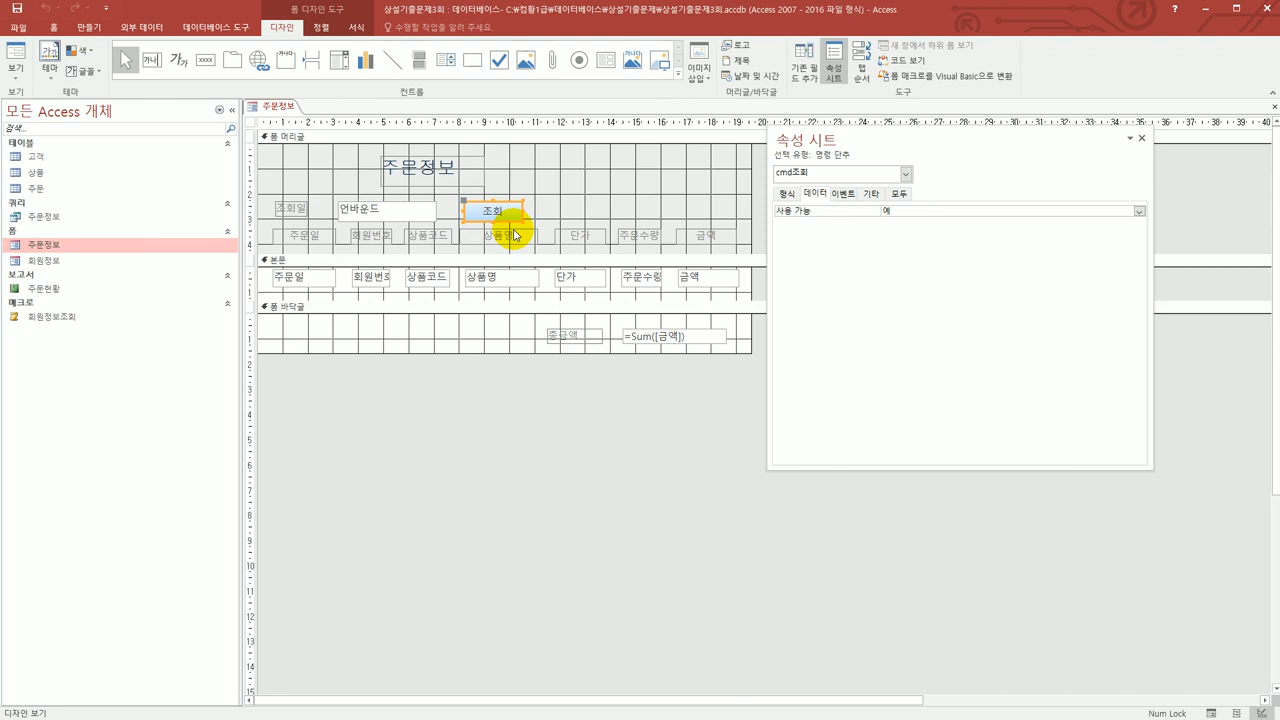 상설기출문제3회 : 데이터베이스- C:₩컴활1급₩데이터베이스₩상설기출문제₩상설기출문제3회.accdb (Access 2007 - 2016 파일 형식) - Access
폼 디자인 도구
파일 홈 만들기 외부 데이터 데이터베이스 도구 디자인 정렬 서식 수행할 작업을 알려 주세요.
보기 테마 색 글꼴
이미지 삽입
로고
제목
날짜 및 시간
기존 필드 추가
속성 시트
탭 순서
새 창에서 하위 폼 보기
코드 보기
폼 매크로를 Visual Basic으로 변환
보기 테마 컨트롤 머리글/바닥글 도구
모든 Access 개체
검색...
테이블
고객
상품
주문
쿼리
주문정보
폼
주문정보
회원정보
보고서
주문현황
매크로
회원정보조회
주문정보
폼 머리글
주문정보
조회일 언바운드 조회
주문일 회원번호 상품코드 상품명 단가 주문수량 금액
본문
주문일 회원번호 상품코드 상품명 단가 주문수량 금액
폼 바닥글
총금액 =Sum([금액])
속성 시트
선택 유형: 명령 단추
cmd조회
형식 데이터 이벤트 기타 모두
사용 가능 예
디자인 보기
Num Lock